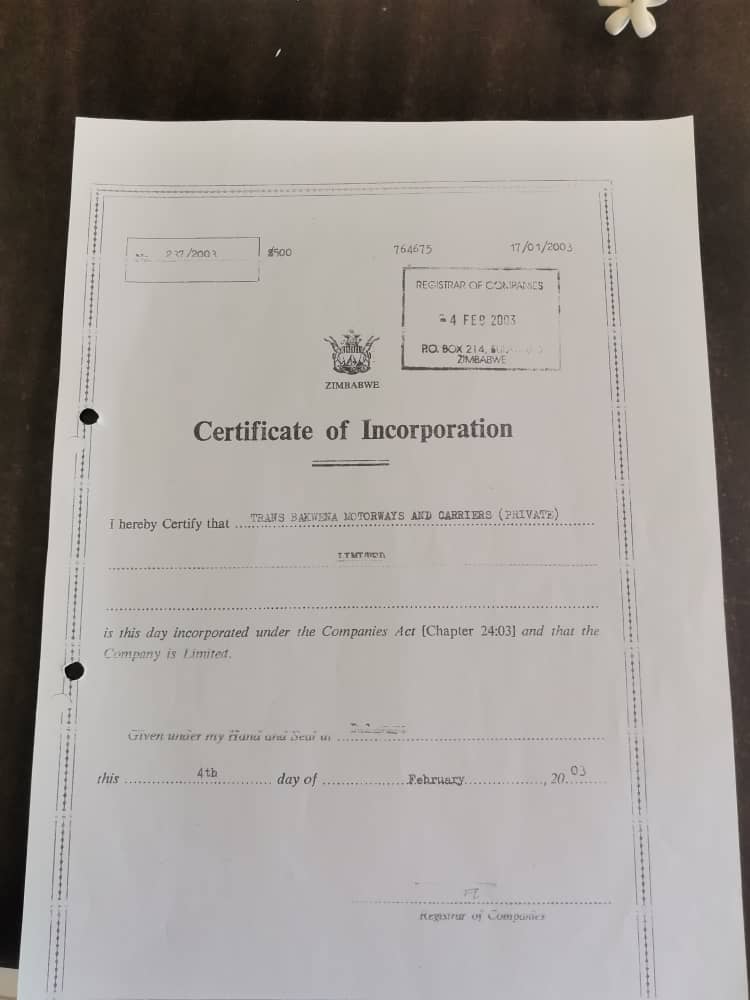 237/2003 $500 764675 17/01/2003
REGISTRAR OF COMPANIES
4 FEB 2003
P.O. BOX 214,
ZIMBABWE
ZIMBABWE
Certificate of Incorporation
I hereby Certify that TRANS BAKWENA MOTORWAYS AND CARRIERS (PRIVATE)
LIMITED
is this day incorporated under the Companies Act [Chapter 24:03] and that the
Company is Limited.
Given under my Hand and Seal at
this 4th day of February, 20.03
Registrar of Companies